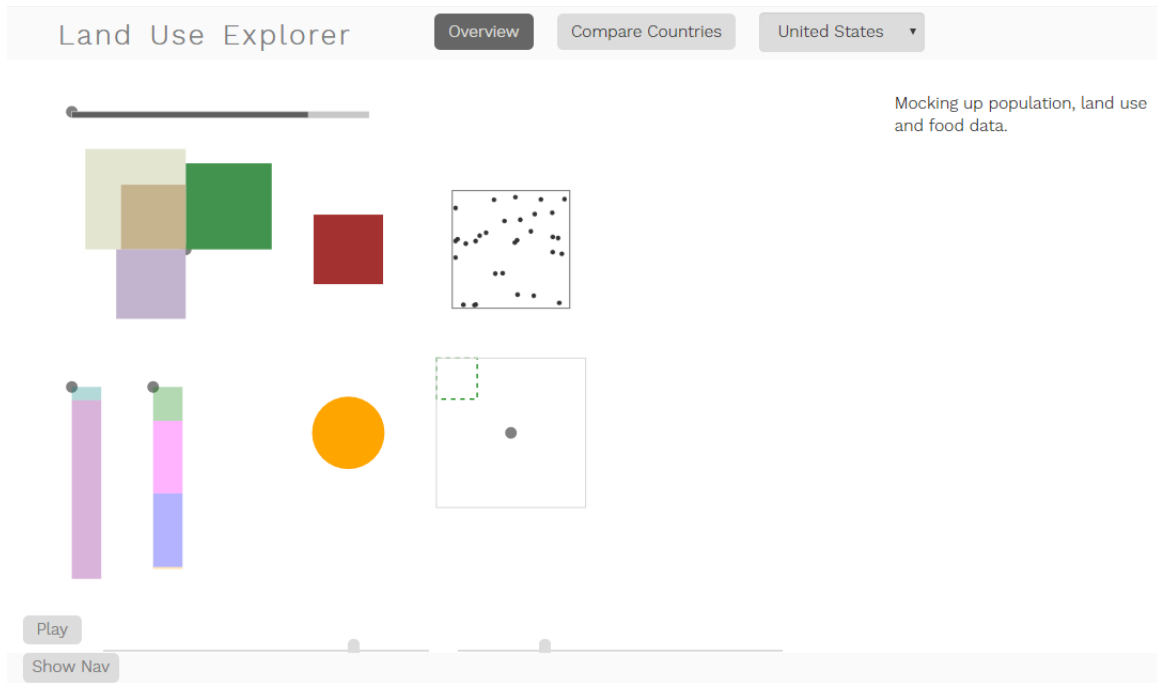 Land Use Explorer
Overview
Compare Countries
United States
Mocking up population, land use
and food data.
Play
Show Nav